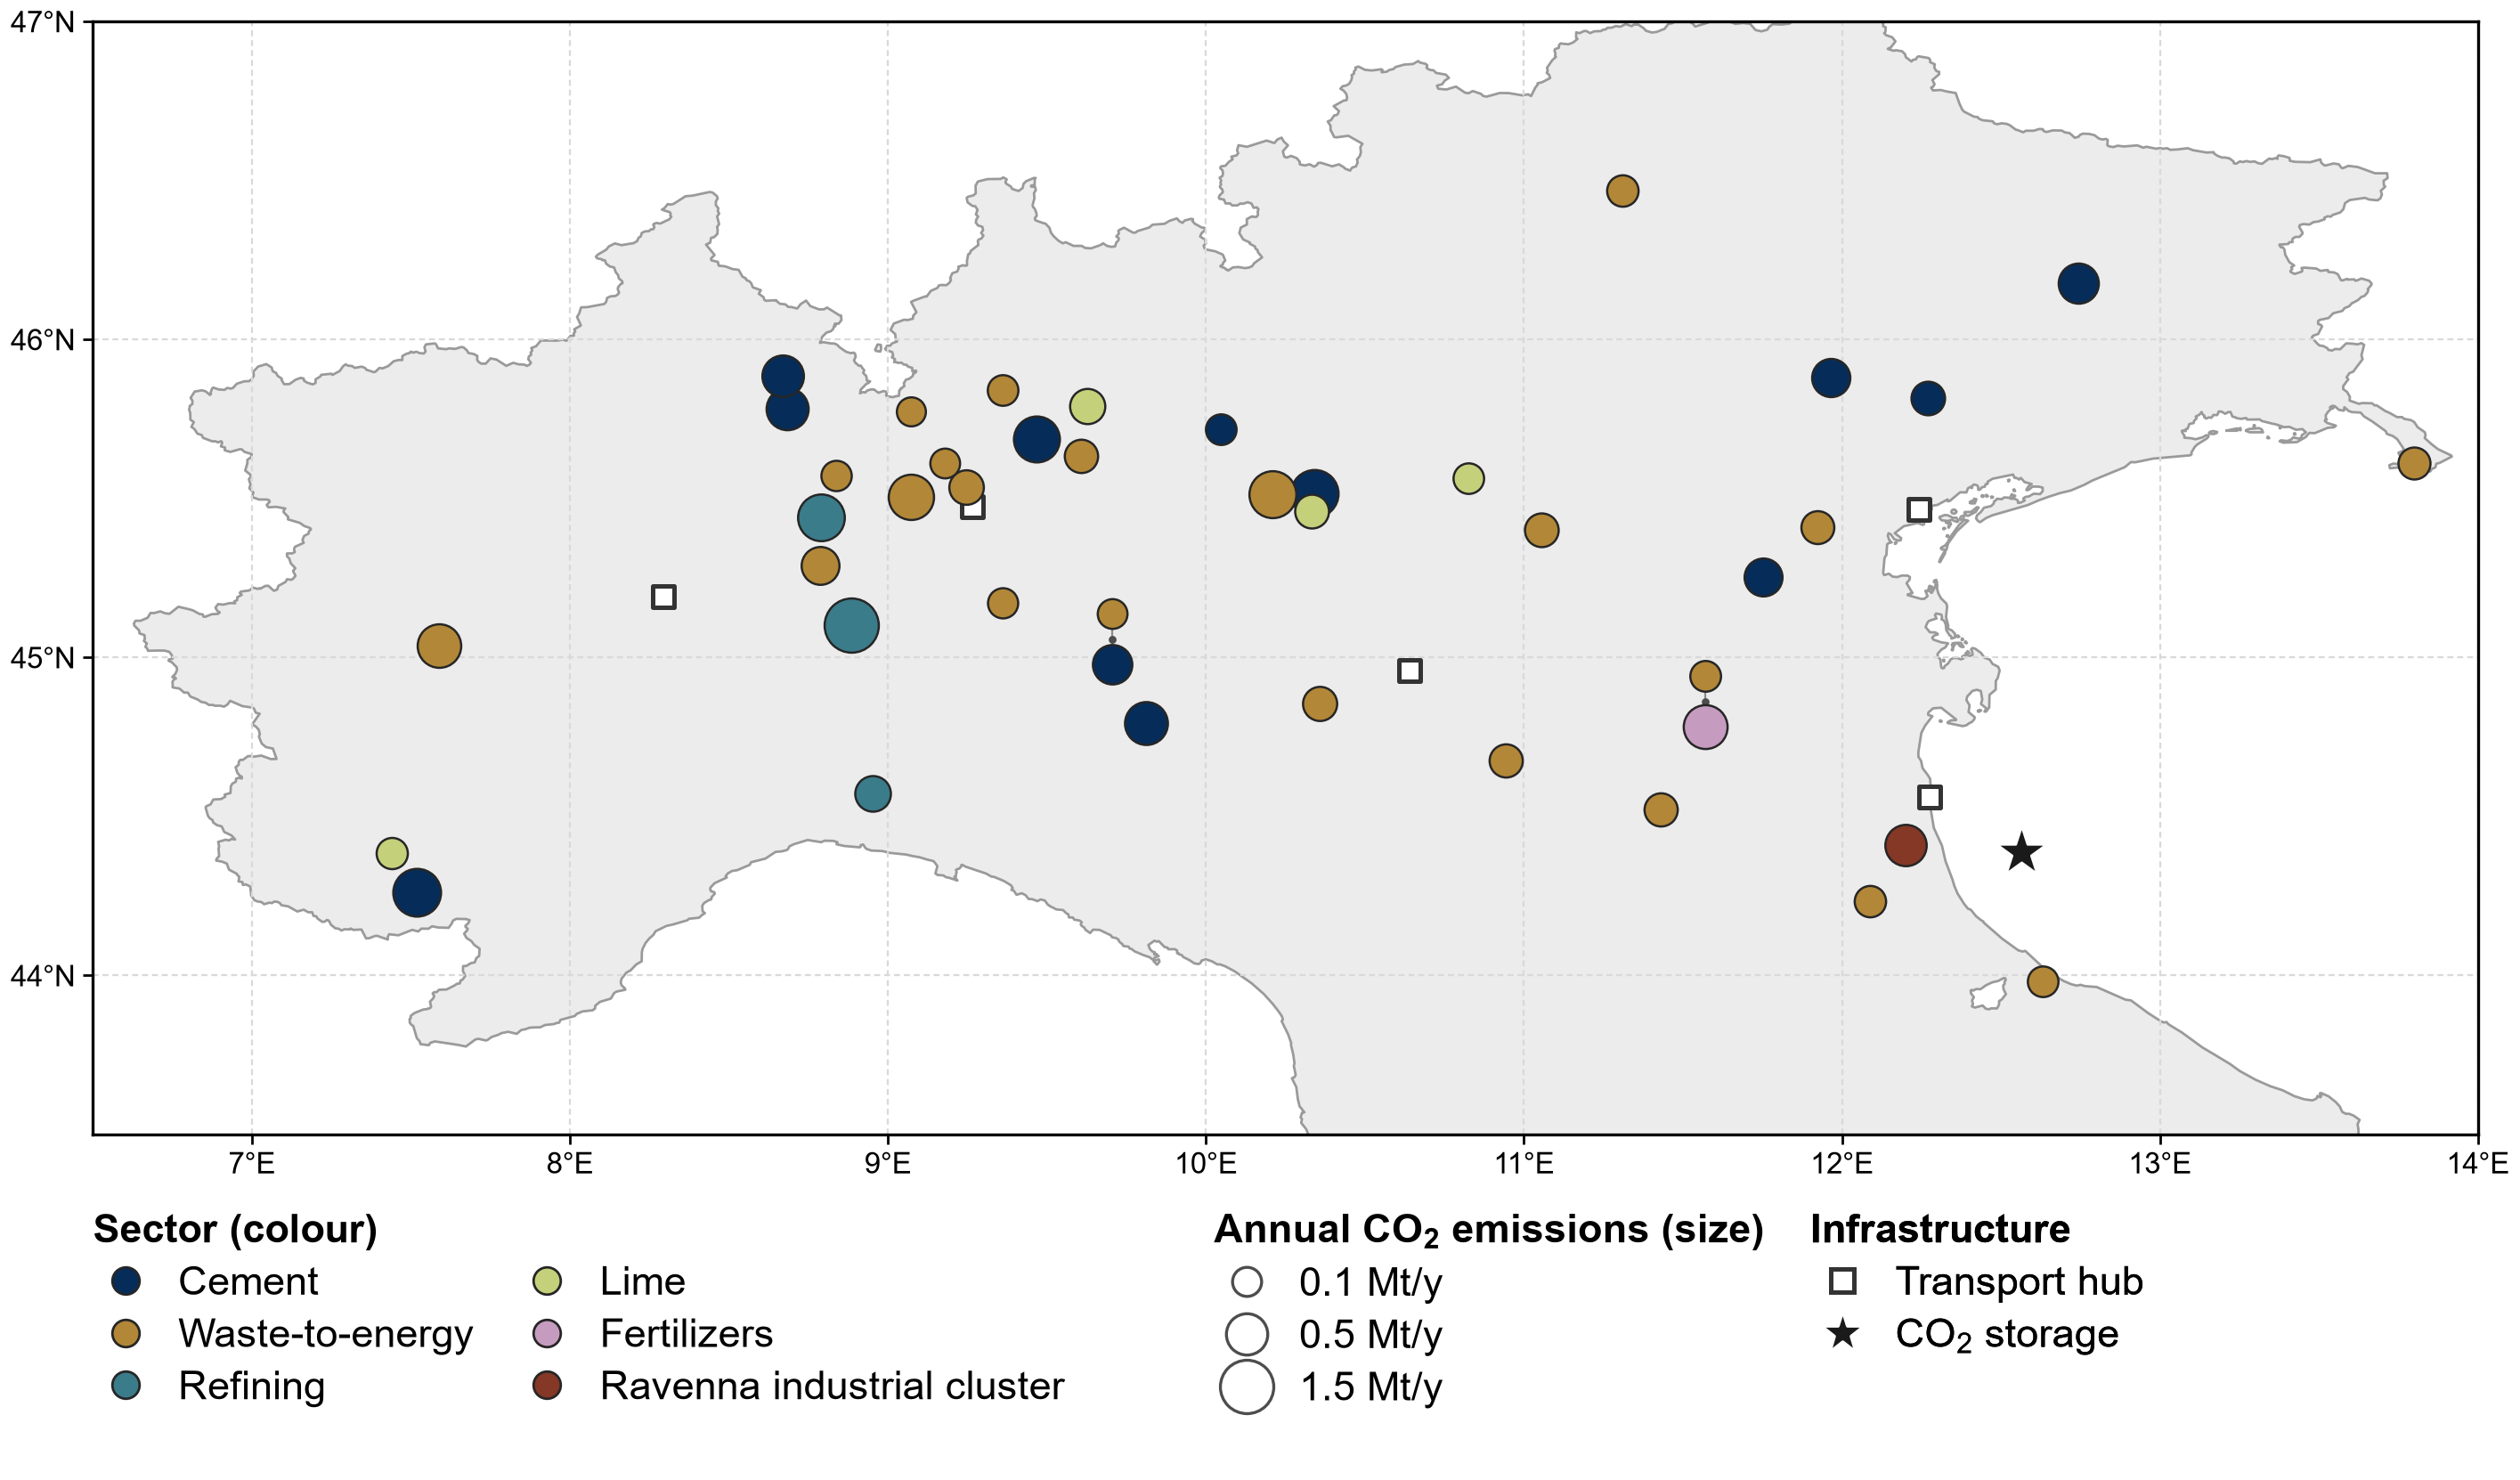 47°N
46°N
45°N
44°N
7°E 8°E 9°E 10°E 11°E 12°E 13°E 14°E
Sector (colour)
Cement
Waste-to-energy
Refining
Lime
Fertilizers
Ravenna industrial cluster
Annual CO₂ emissions (size)
0.1 Mt/y
0.5 Mt/y
1.5 Mt/y
Infrastructure
Transport hub
CO₂ storage